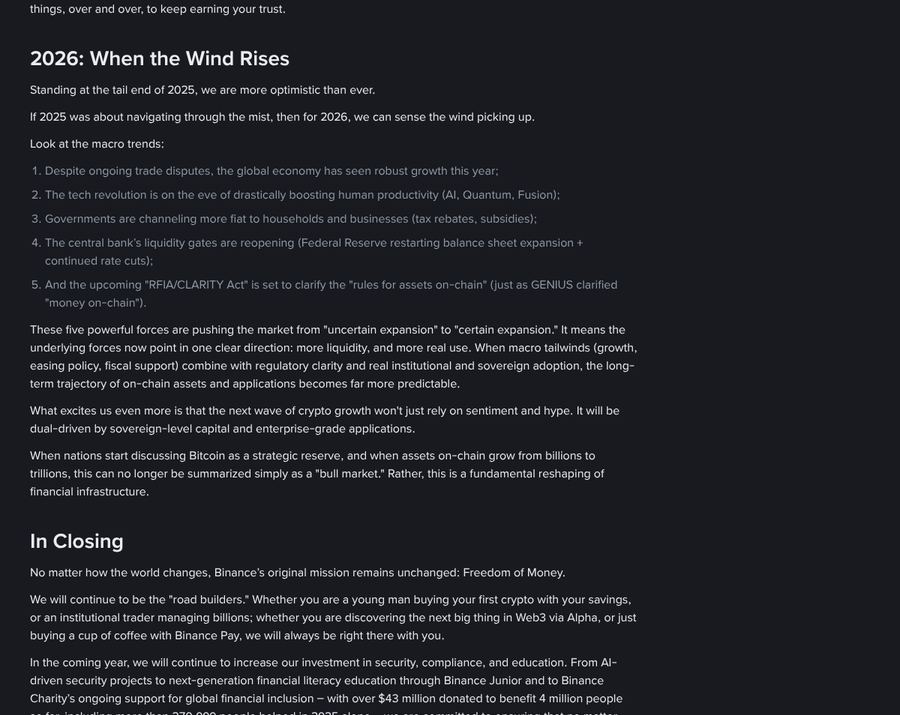 things, over and over, to keep earning your trust.
2026: When the Wind Rises
Standing at the tail end of 2025, we are more optimistic than ever.
If 2025 was about navigating through the mist, then for 2026, we can sense the wind picking up.
Look at the macro trends:
1. Despite ongoing trade disputes, the global economy has seen robust growth this year;
2. The tech revolution is on the eve of drastically boosting human productivity (AI, Quantum, Fusion);
3. Governments are channeling more fiat to households and businesses (tax rebates, subsidies);
4. The central bank's liquidity gates are reopening (Federal Reserve restarting balance sheet expansion +
continued rate cuts);
5. And the upcoming "RFIA/CLARITY Act" is set to clarify the "rules for assets on-chain" (just as GENIUS clarified
"money on-chain").
These five powerful forces are pushing the market from "uncertain expansion" to "certain expansion." It means the
underlying forces now point in one clear direction: more liquidity, and more real use. When macro tailwinds (growth,
easing policy, fiscal support) combine with regulatory clarity and real institutional and sovereign adoption, the long-
term trajectory of on-chain assets and applications becomes far more predictable.
What excites us even more is that the next wave of crypto growth won't just rely on sentiment and hype. It will be
dual-driven by sovereign-level capital and enterprise-grade applications.
When nations start discussing Bitcoin as a strategic reserve, and when assets on-chain grow from billions to
trillions, this can no longer be summarized simply as a "bull market." Rather, this is a fundamental reshaping of
financial infrastructure.
In Closing
No matter how the world changes, Binance's original mission remains unchanged: Freedom of Money.
We will continue to be the "road builders." Whether you are a young man buying your first crypto with your savings,
or an institutional trader managing billions; whether you are discovering the next big thing in Web3 via Alpha, or just
buying a cup of coffee with Binance Pay, we will always be right there with you.
In the coming year, we will continue to increase our investment in security, compliance, and education. From AI-
driven security projects to next-generation financial literacy education through Binance Junior and to Binance
Charity's ongoing support for global financial inclusion – with over $43 million donated to benefit 4 million people